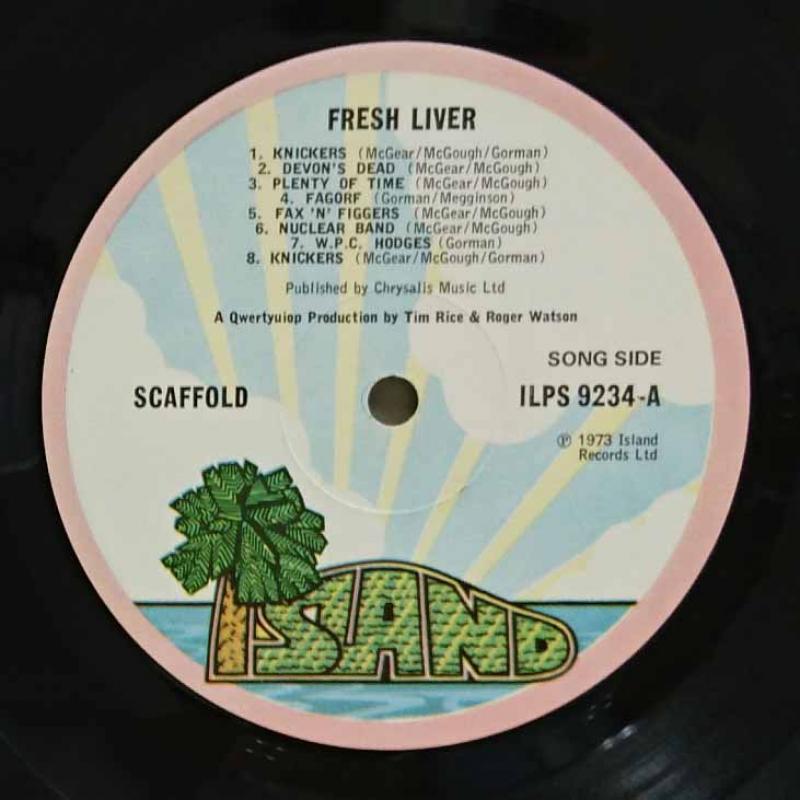 FRESH LIVER
1. KNICKERS (McGear/McGough/Gorman)
2. DEVON'S DEAD (McGear/McGough)
3. PLENTY OF TIME (McGear/McGough)
4. FAGORF (Gorman/Megginson)
5. FAX 'N' FIGGERS (McGear/McGough)
6. NUCLEAR BAND (McGear/McGough)
7. W.P.C. HODGES (Gorman)
8. KNICKERS (McGear/McGough/Gorman)
Published by Chrysalis Music Ltd
A Qwertyuiop Production by Tim Rice & Roger Watson
SONG SIDE
SCAFFOLD
ILPS 9234-A
℗ 1973 Island
Records Ltd
ISLAND